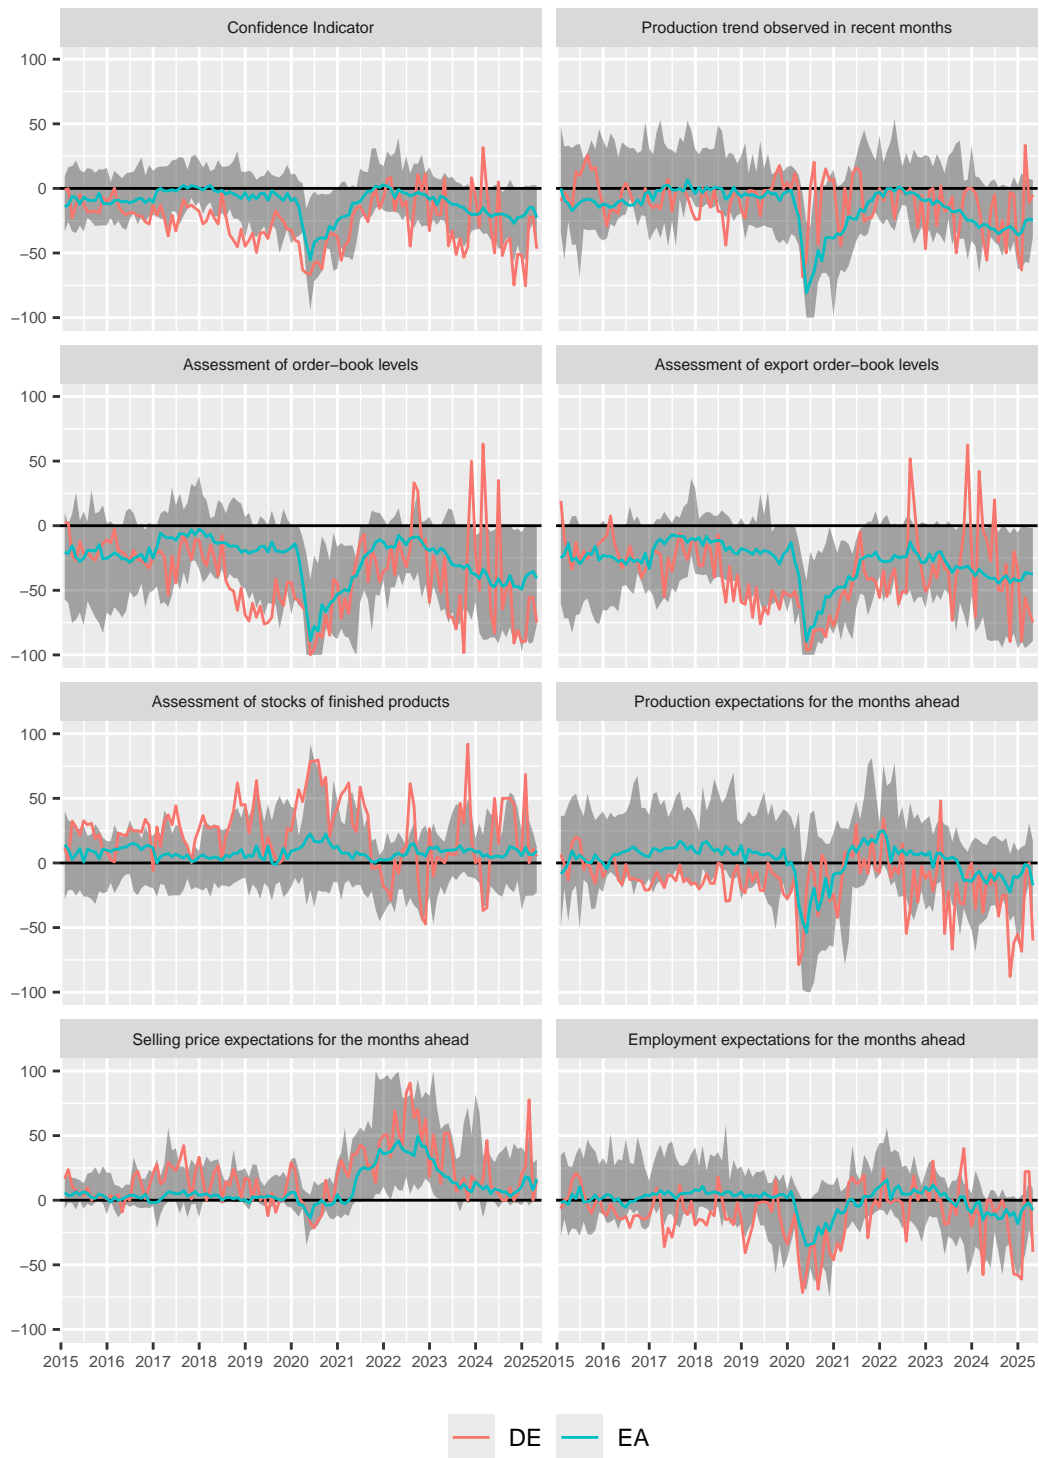 Confidence Indicator
Production trend observed in recent months
100
50
0
−50
−100
Assessment of order−book levels
Assessment of export order−book levels
100
50
0
−50
−100
Assessment of stocks of finished products
Production expectations for the months ahead
100
50
0
−50
−100
Selling price expectations for the months ahead
Employment expectations for the months ahead
100
50
0
−50
−100
2015 2016 2017 2018 2019 2020 2021 2022 2023 2024 2025
2015 2016 2017 2018 2019 2020 2021 2022 2023 2024 2025
DE EA